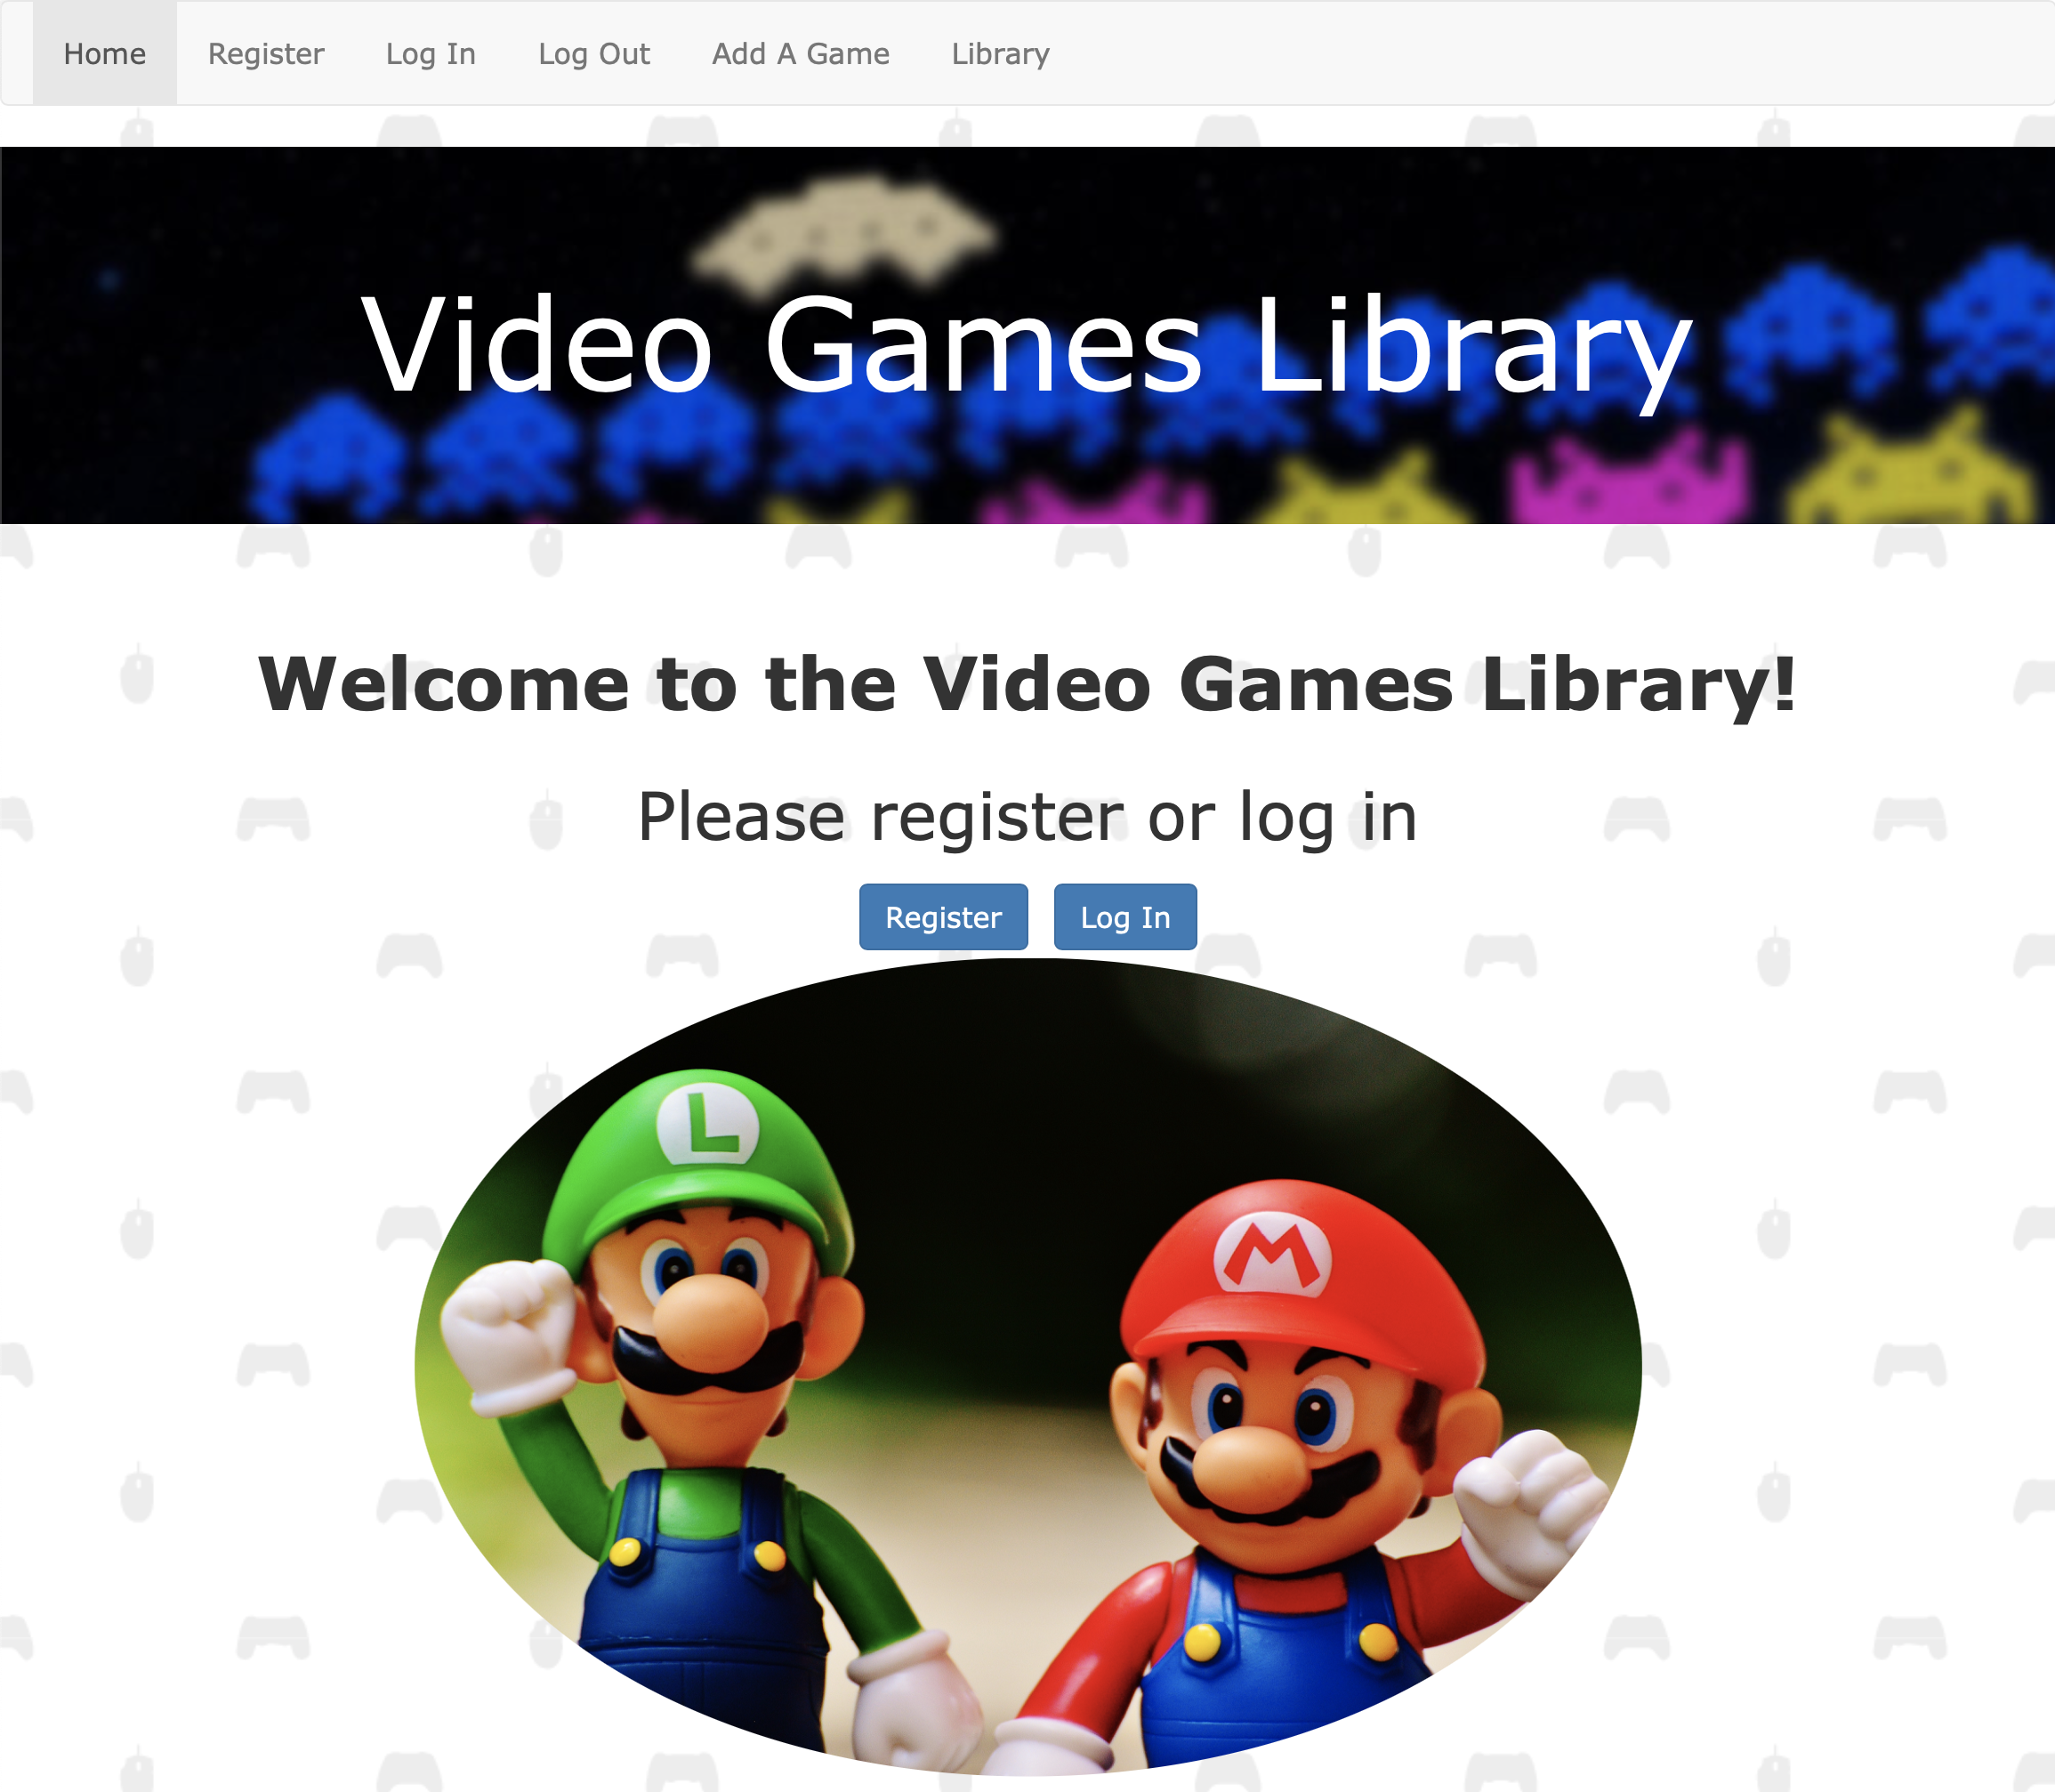 Home Register Log In Log Out Add A Game Library
Video Games Library
Welcome to the Video Games Library!
Please register or log in
Register Log In
L
M